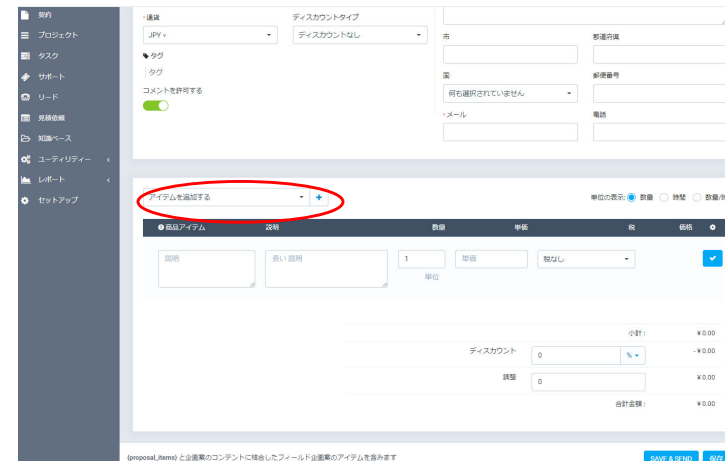 契約
プロジェクト
タスク
サポート
リード
見積依頼
知識ベース
ユーティリティー
レポート
セットアップ
*通貨
ディスカウントタイプ
JPY ¥
ディスカウントなし
タグ
タグ
コメントを許可する
市
都道府県
国
郵便番号
何も選択されていません
*メール
電話
アイテムを追加する
単位の表示: 数量 時間 数量/時
商品アイテム 説明 数量 単価 税 価格
説明 長い説明 1 単価 税なし
単位
小計 : ¥ 0.00
ディスカウント 0 % - ¥ 0.00
調整 0 ¥ 0.00
合計金額 : ¥ 0.00
{proposal_items} と企画案のコンテントに結合したフィールド企画案のアイテムを含みます
SAVE & SEND 保存